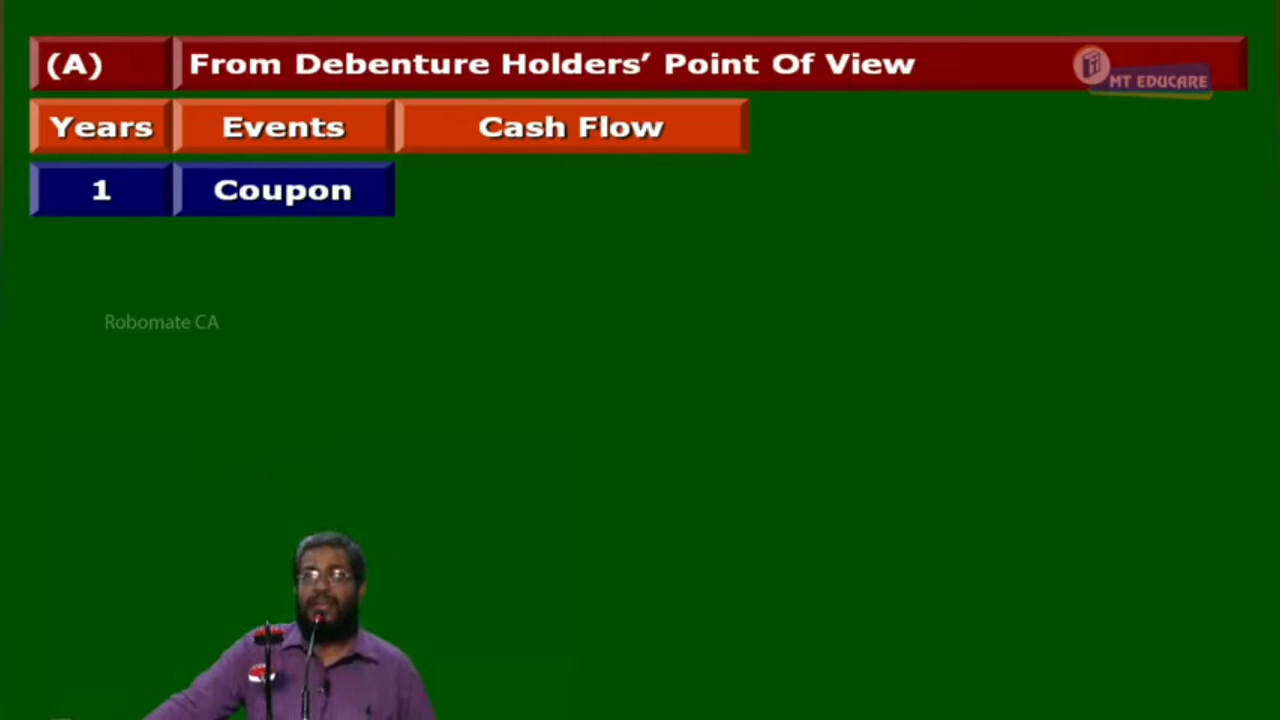 (A) From Debenture Holders’ Point Of View
MT EDUCARE
Years Events Cash Flow
1 Coupon
Robomate CA